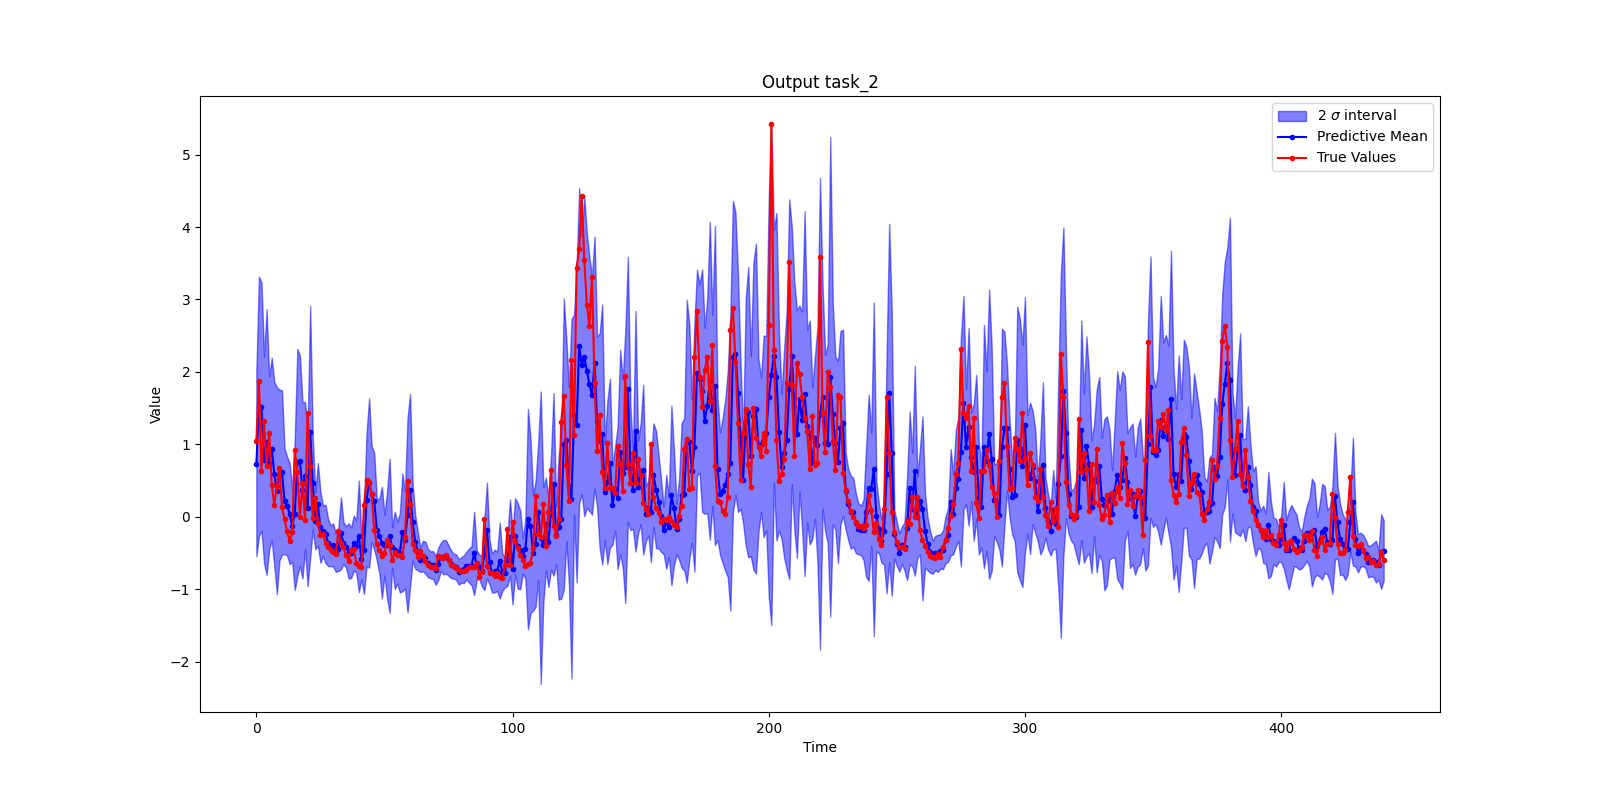 Output task_2
2 σ interval
Predictive Mean
True Values
Value
5
4
3
2
1
0
−1
−2
0 100 200 300 400
Time